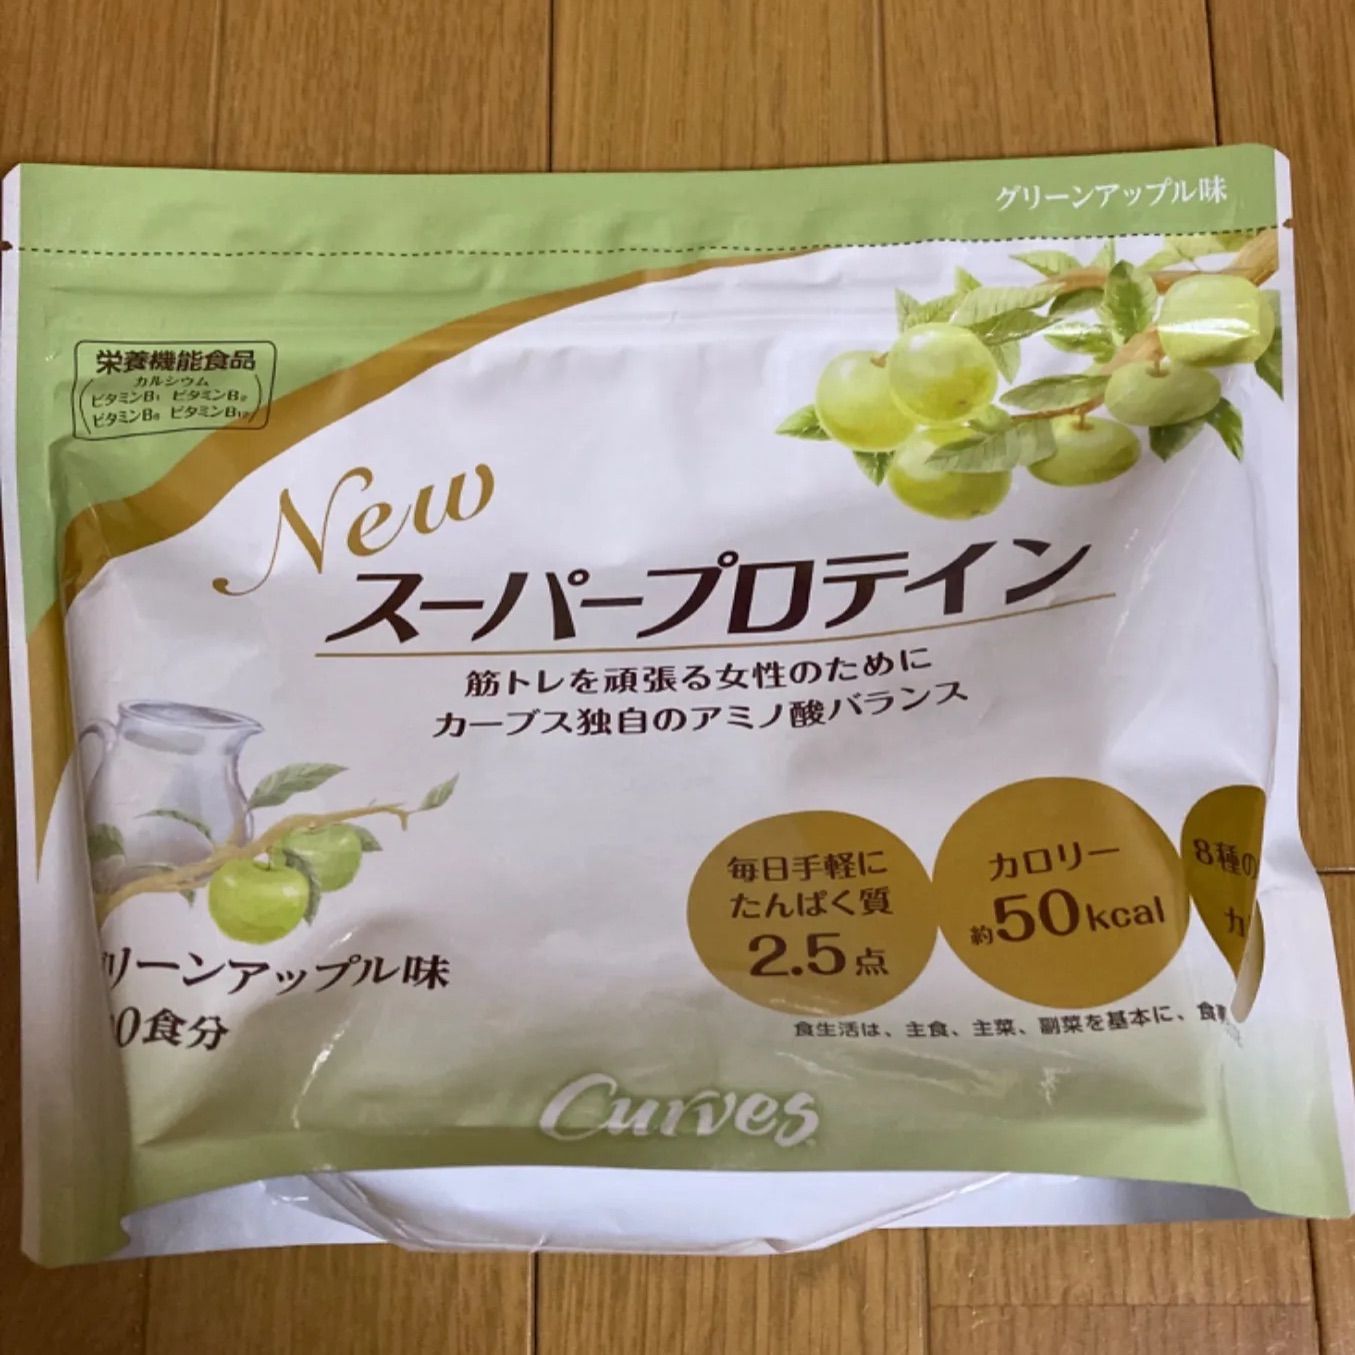 グリーンアップル味
栄養機能食品
カルシウム
ビタミンB1 ビタミンB2
ビタミンB6 ビタミンB12
New
スーパープロテイン
筋トレを頑張る女性のために
カーブス独自のアミノ酸バランス
毎日手軽に
たんぱく質
2.5点
カロリー
約50kcal
8種の
カ
リーンアップル味
0食分
食生活は、主食、主菜、副菜を基本に、食
Curves